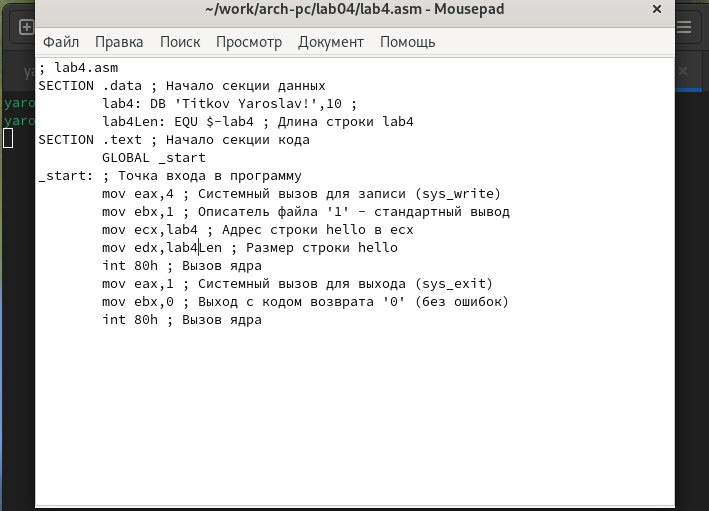 ~/work/arch-pc/lab04/lab4.asm - Mousepad
Файл Правка Поиск Просмотр Документ Помощь
; lab4.asm
SECTION .data ; Начало секции данных
lab4: DB 'Titkov Yaroslav!',10 ;
lab4Len: EQU $-lab4 ; Длина строки lab4
SECTION .text ; Начало секции кода
GLOBAL _start
_start: ; Точка входа в программу
mov eax,4 ; Системный вызов для записи (sys_write)
mov ebx,1 ; Описатель файла '1' - стандартный вывод
mov ecx,lab4 ; Адрес строки hello в ecx
mov edx,lab4Len ; Размер строки hello
int 80h ; Вызов ядра
mov eax,1 ; Системный вызов для выхода (sys_exit)
mov ebx,0 ; Выход с кодом возврата '0' (без ошибок)
int 80h ; Вызов ядра
yaro
yaro